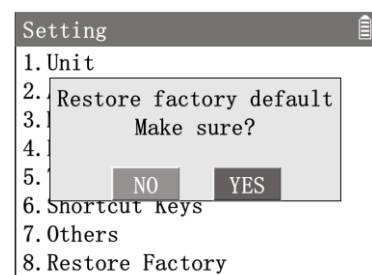 Setting
1. Unit
2.
Restore factory default
3.
Make sure?
4.
5.
NO YES
6. Shortcut Keys
7. Others
8. Restore Factory